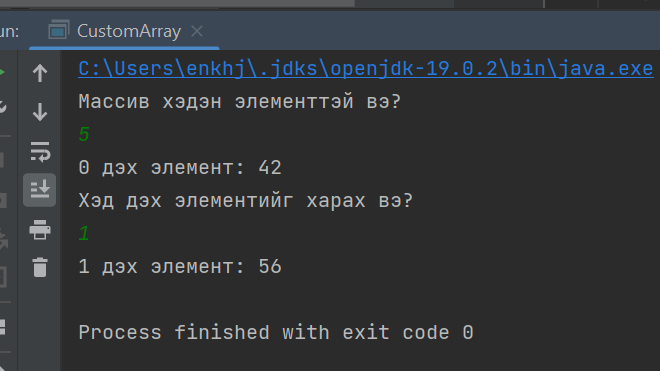 un: CustomArray
C:\Users\enkhj\.jdks\openjdk-19.0.2\bin\java.exe
Массив хэдэн элементтэй вэ?
5
0 дэх элемент: 42
Хэд дэх элементийг харах вэ?
1
1 дэх элемент: 56
Process finished with exit code 0